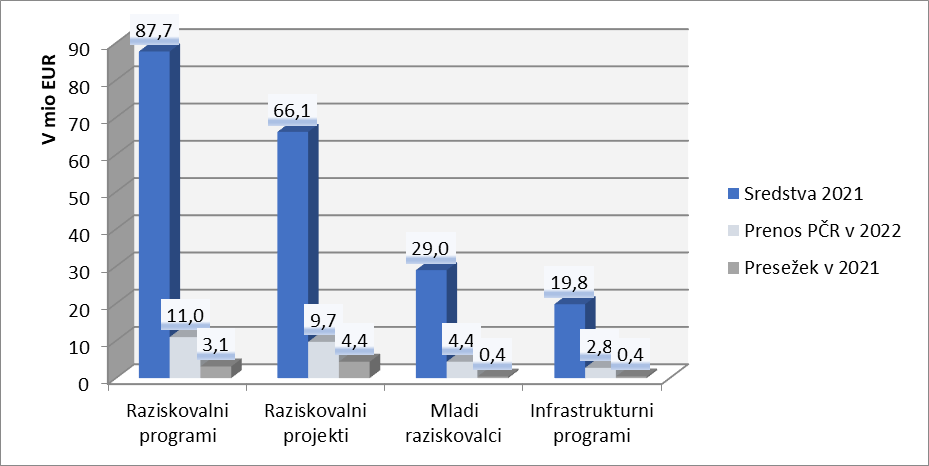 V mio EUR
90
80
70
60
50
40
30
20
10
0
87,7
11,0
3,1
66,1
9,7
4,4
29,0
4,4
0,4
19,8
2,8
0,4
Raziskovalni
programi
Raziskovalni
projekti
Mladi
raziskovalci
Infrastrukturni
programi
Sredstva 2021
Prenos PČR v 2022
Presežek v 2021